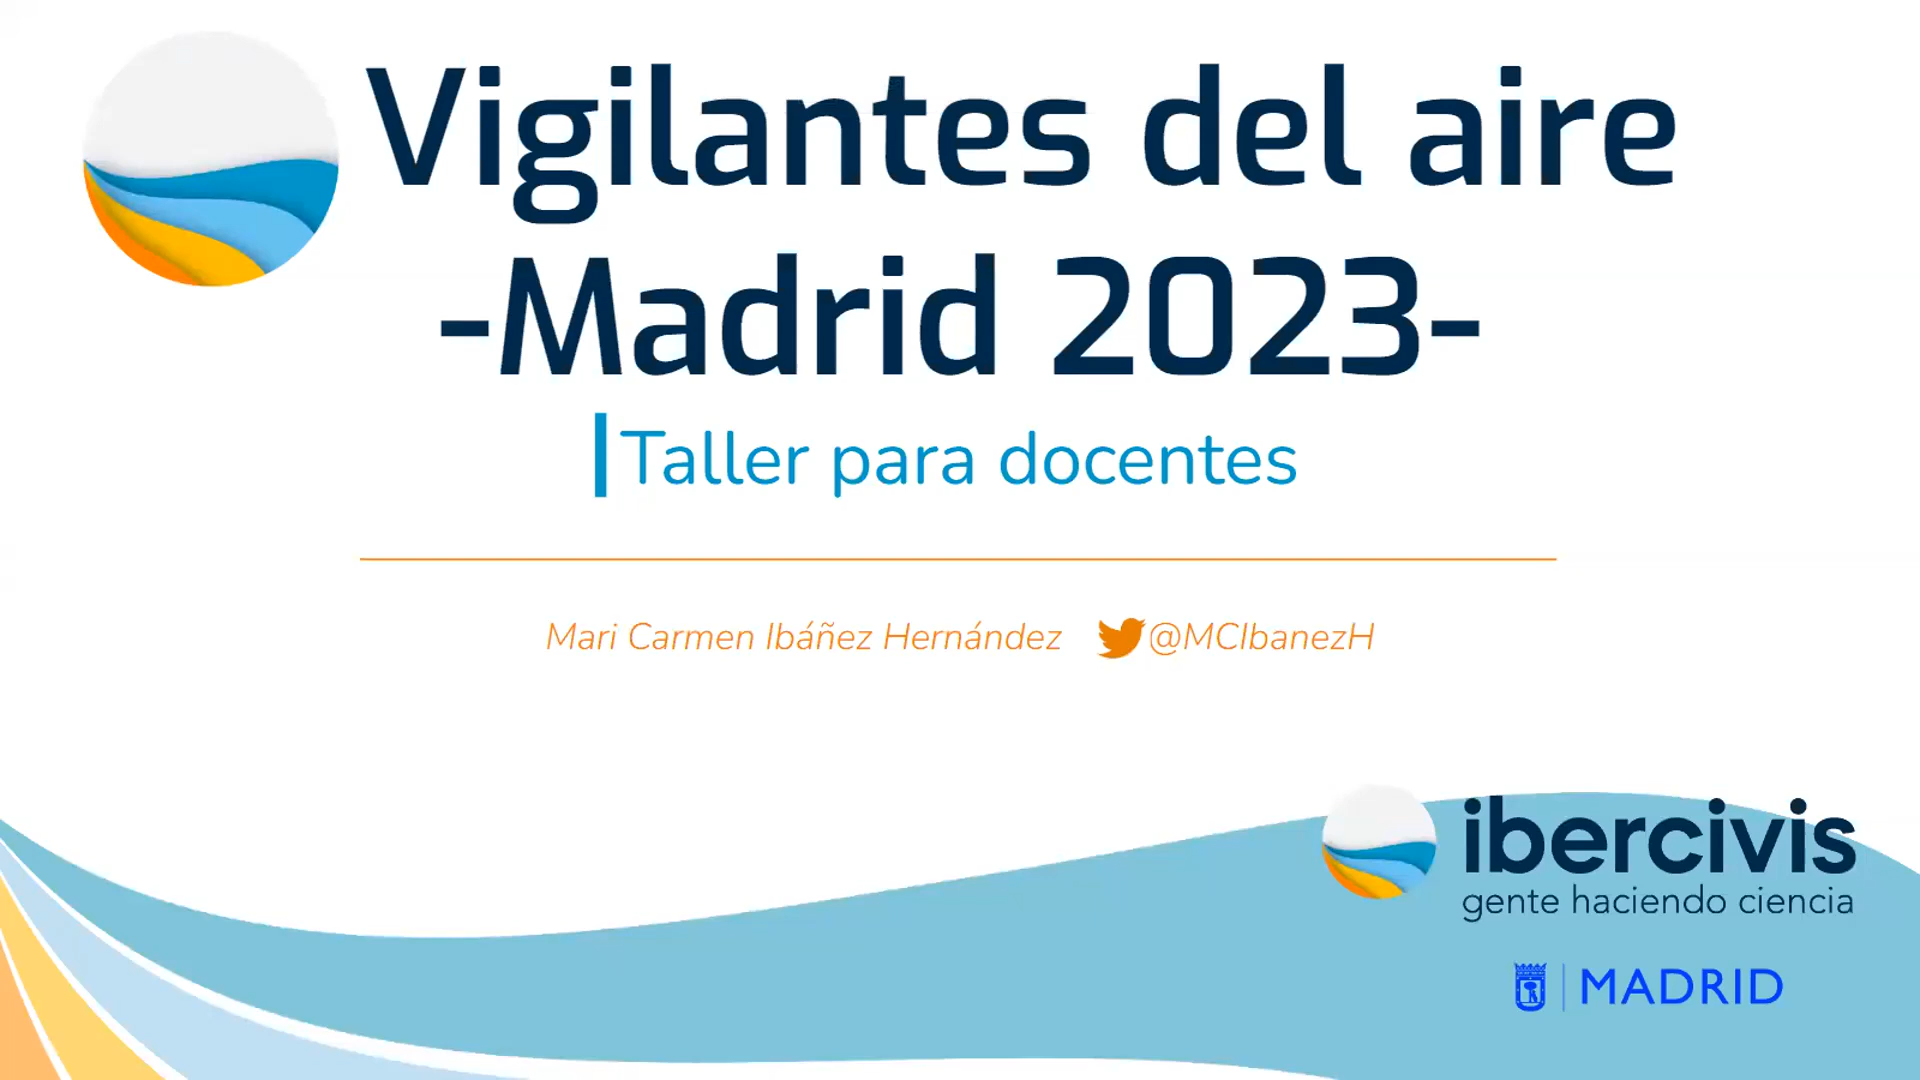 Vigilantes del aire
-Madrid 2023-
Taller para docentes
Mari Carmen Ibáñez Hernández @MCIbanezH
ibercivis
gente haciendo ciencia
MADRID